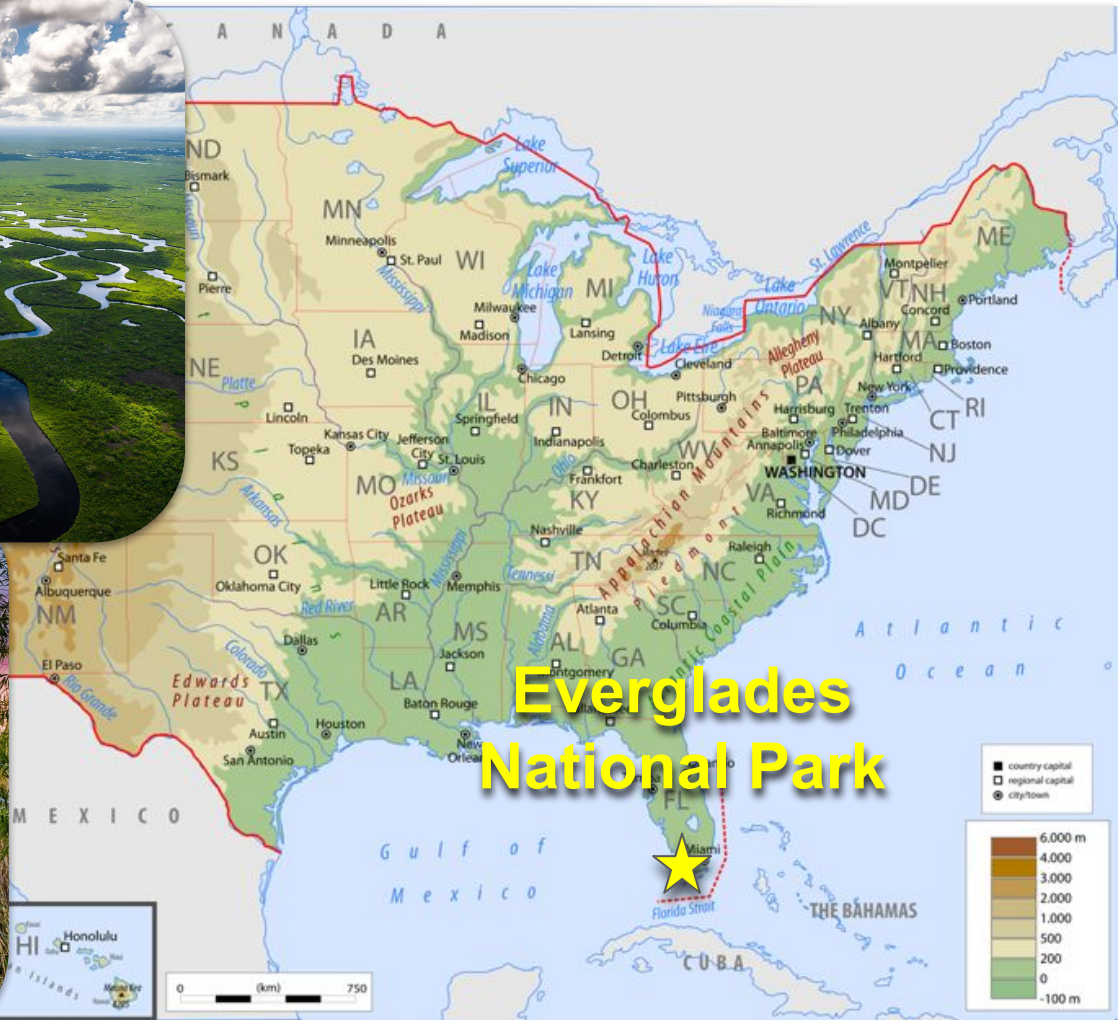 A N A D A
ND
Bismark
MN
Lake
Superior
ME
Minneapolis
St. Paul
WI
Mississippi
Lake
Huron
St. Lawrence
Montpelier
VT
NH
Pierre
Lake
Michigan
MI
Lake
Ontario
Niagara
Falls
NY
Concord
Portland
Milwaukee
Madison
Lansing
Albany
MA
Boston
IA
Des Moines
Detroit
Lake Erie
Cleveland
Allegheny
Plateau
Hartford
Providence
NE
Platte
Chicago
PA
New York
RI
CT
Lincoln
IL
Springfield
IN
OH
Colombus
Pittsburgh
Harrisburg
Trenton
Philadelphia
NJ
Kansas City
Topeka
Jefferson
City
St. Louis
Indianapolis
WV
Baltimore
Annapolis
Dover
KS
Missouri
Ohio
Charleston
WASHINGTON
DE
MO
Ozarks
Plateau
Frankfort
KY
VA
MD
Arkansas
Richmond
DC
Appalachian Mountains
Nashville
Piedmont
Santa Fe
OK
TN
Raleigh
Albuquerque
Oklahoma City
Little Rock
Mississippi
Memphis
Tennessi
NC
NM
Red River
AR
Atlanta
SC
Columbia
Atlantic
Ocean
Dallas
MS
Alabama
AL
GA
El Paso
Colorado
Jackson
Montgomery
Rio Grande
Edwards
Plateau
TX
LA
Baton Rouge
Everglades
National Park
Austin
Houston
San Antonio
New
Orlean
FL
country capital
regional capital
city/town
MEXICO
Gulf of
Mexico
Miami
Florida Strait
THE BAHAMAS
CUBA
6.000 m
4.000
3.000
2.000
1.000
500
200
0
-100 m
HI
Honolulu
0 (km) 750